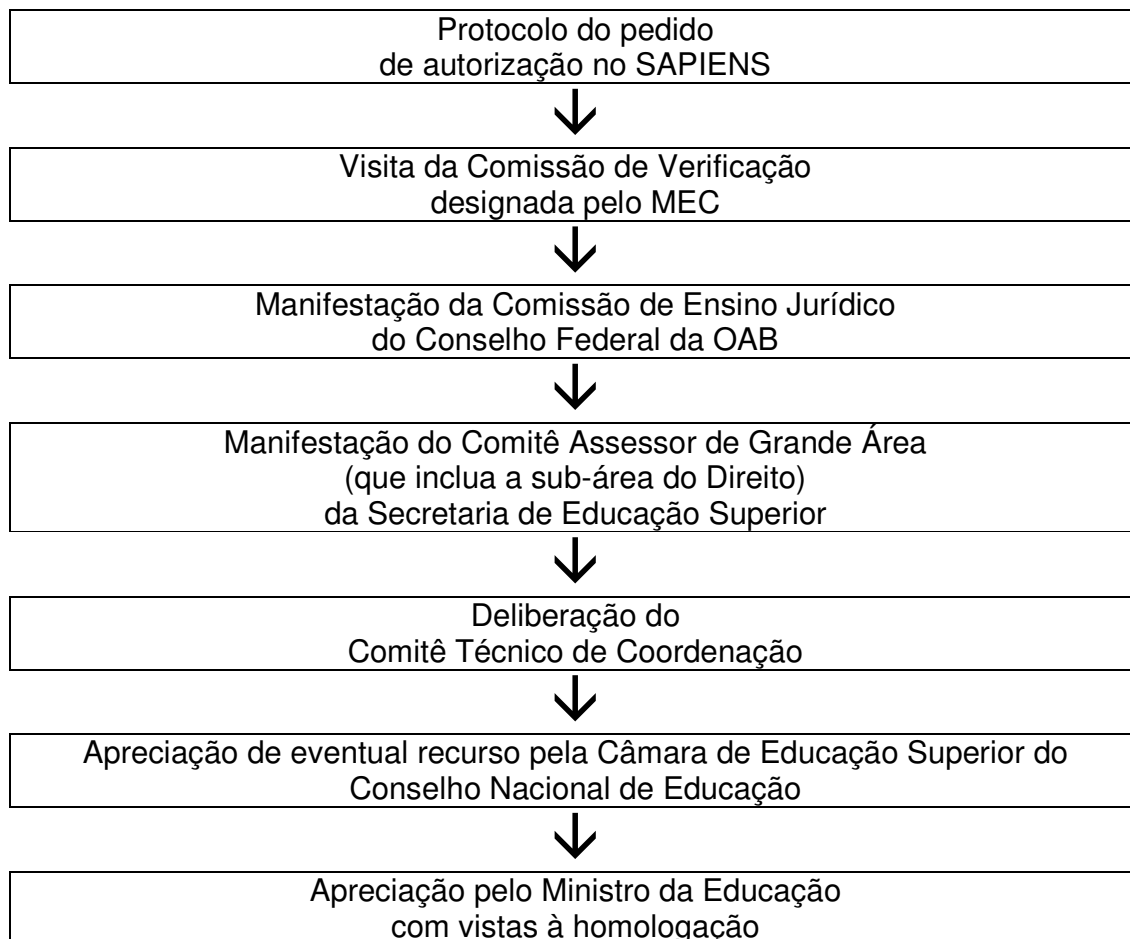 Protocolo do pedido
de autorização no SAPIENS
Visita da Comissão de Verificação
designada pelo MEC
Manifestação da Comissão de Ensino Jurídico
do Conselho Federal da OAB
Manifestação do Comitê Assessor de Grande Área
(que inclua a sub-área do Direito)
da Secretaria de Educação Superior
Deliberação do
Comitê Técnico de Coordenação
Apreciação de eventual recurso pela Câmara de Educação Superior do
Conselho Nacional de Educação
Apreciação pelo Ministro da Educação
com vistas à homologação